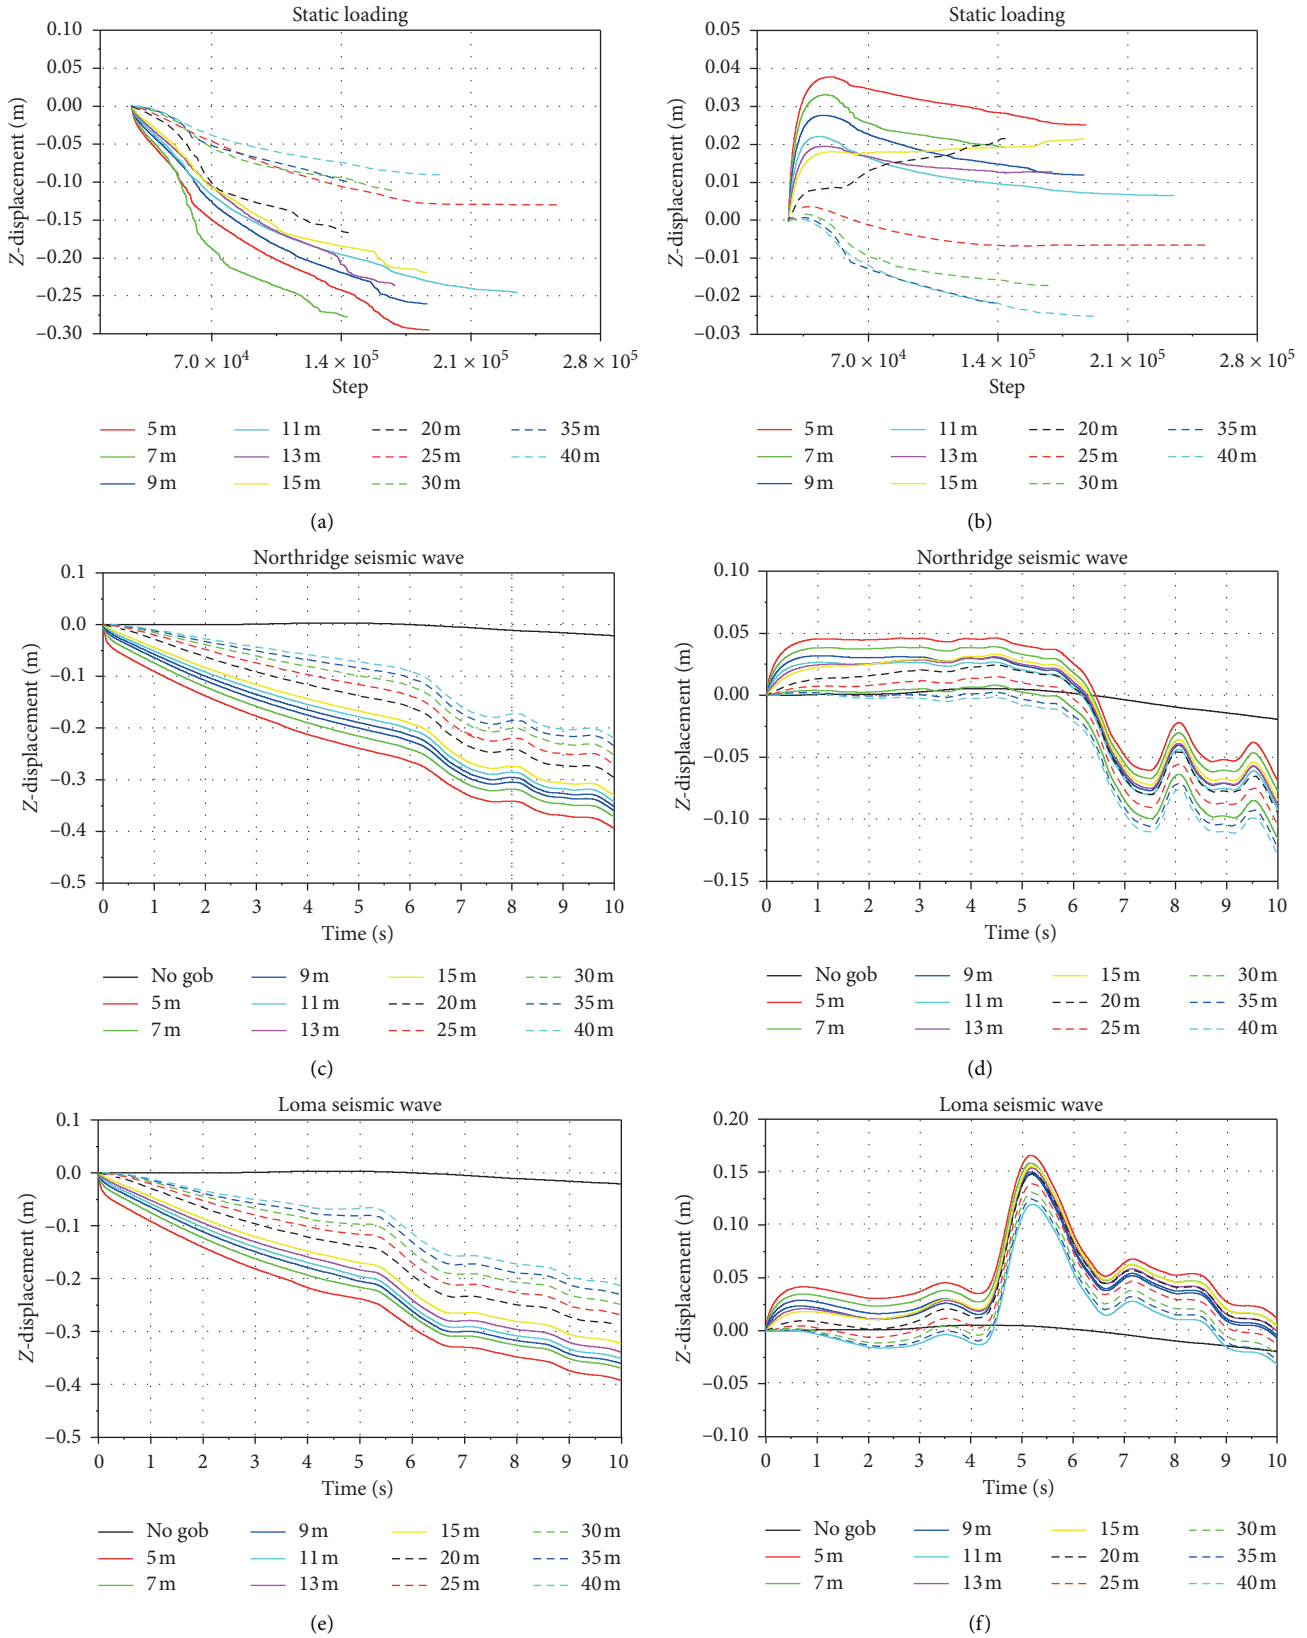 Static loading
0.10
0.05
0.00
−0.05
−0.10
−0.15
−0.20
−0.25
−0.30
Z-displacement (m)
7.0 × 10⁴ 1.4 × 10⁵ 2.1 × 10⁵ 2.8 × 10⁵
Step
5 m 11 m 20 m 35 m
7 m 13 m 25 m 40 m
9 m 15 m 30 m
(a)
Static loading
0.05
0.04
0.03
0.02
0.01
0.00
−0.01
−0.02
−0.03
Z-displacement (m)
7.0 × 10⁴ 1.4 × 10⁵ 2.1 × 10⁵ 2.8 × 10⁵
Step
5 m 11 m 20 m 35 m
7 m 13 m 25 m 40 m
9 m 15 m 30 m
(b)
Northridge seismic wave
0.1
0.0
−0.1
−0.2
−0.3
−0.4
−0.5
Z-displacement (m)
0 1 2 3 4 5 6 7 8 9 10
Time (s)
No gob 9 m 15 m 30 m
5 m 11 m 20 m 35 m
7 m 13 m 25 m 40 m
(c)
Northridge seismic wave
0.10
0.05
0.00
−0.05
−0.10
−0.15
Z-displacement (m)
0 1 2 3 4 5 6 7 8 9 10
Time (s)
No gob 9 m 15 m 30 m
5 m 11 m 20 m 35 m
7 m 13 m 25 m 40 m
(d)
Loma seismic wave
0.1
0.0
−0.1
−0.2
−0.3
−0.4
−0.5
Z-displacement (m)
0 1 2 3 4 5 6 7 8 9 10
Time (s)
No gob 9 m 15 m 30 m
5 m 11 m 20 m 35 m
7 m 13 m 25 m 40 m
(e)
Loma seismic wave
0.20
0.15
0.10
0.05
0.00
−0.05
−0.10
Z-displacement (m)
0 1 2 3 4 5 6 7 8 9 10
Time (s)
No gob 9 m 15 m 30 m
5 m 11 m 20 m 35 m
7 m 13 m 25 m 40 m
(f)